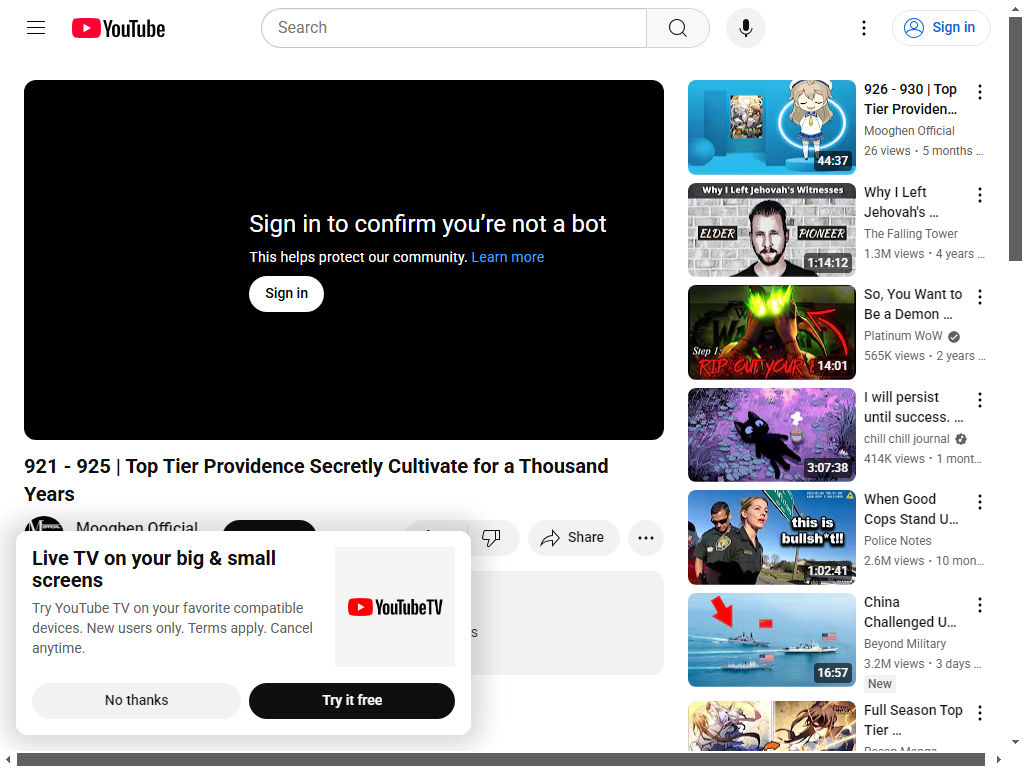 YouTube
Search
Sign in
Sign in to confirm you're not a bot
This helps protect our community. Learn more
Sign in
921 - 925 | Top Tier Providence Secretly Cultivate for a Thousand
Years
Mooghen Official
Share
Live TV on your big & small
screens
Try YouTube TV on your favorite compatible
devices. New users only. Terms apply. Cancel
anytime.
YouTubeTV
No thanks
Try it free
s
44:37
926 - 930 | Top
Tier Providen…
Mooghen Official
26 views • 5 months …
Why I Left Jehovah's Witnesses
ELDER
PIONEER
1:14:12
Why I Left
Jehovah's …
The Falling Tower
1.3M views • 4 years …
Step 1:
RIP OUT YOUR
14:01
So, You Want to
Be a Demon …
Platinum WoW
565K views • 2 years …
3:07:38
I will persist
until success. …
chill chill journal
414K views • 1 mont…
this is
bullsh*t!!
1:02:41
When Good
Cops Stand U…
Police Notes
2.6M views • 10 mon…
16:57
China
Challenged U…
Beyond Military
3.2M views • 3 days …
New
Full Season Top
Tier …
Recap Manga